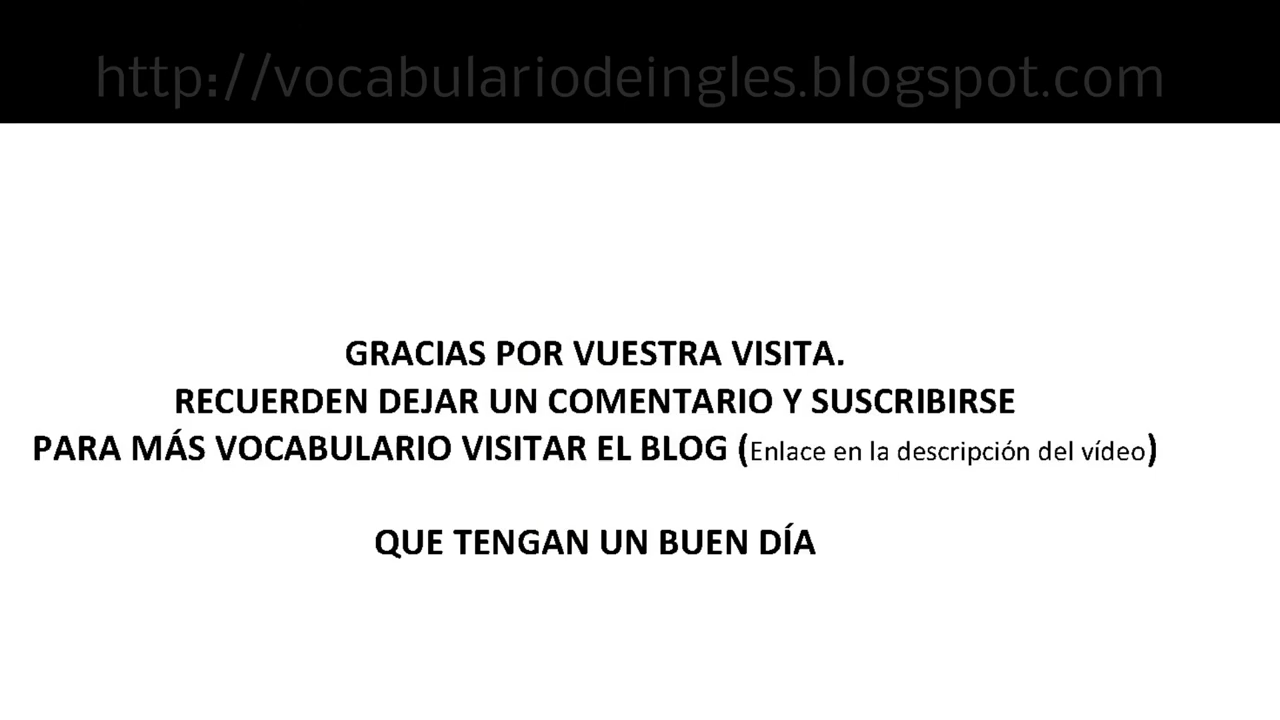 http://vocabulariodeingles.blogspot.com
GRACIAS POR VUESTRA VISITA.
RECUERDEN DEJAR UN COMENTARIO Y SUSCRIBIRSE
PARA MÁS VOCABULARIO VISITAR EL BLOG (Enlace en la descripción del vídeo)
QUE TENGAN UN BUEN DÍA